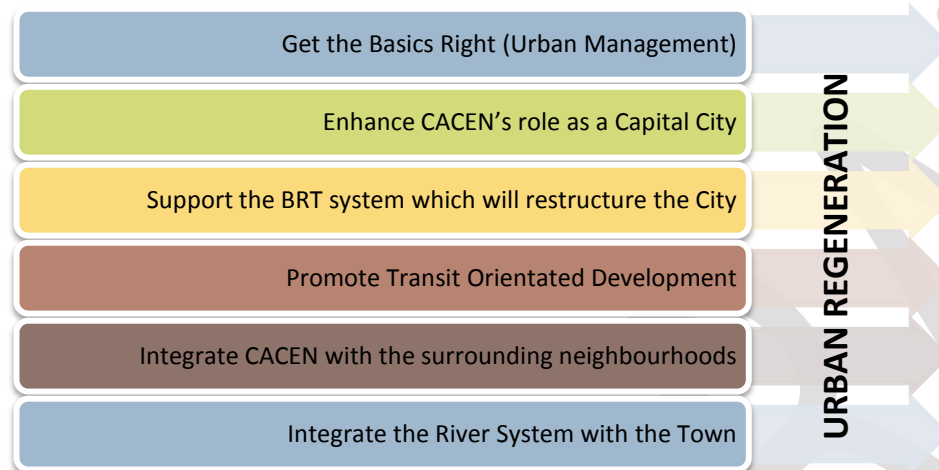 Get the Basics Right (Urban Management)
Enhance CACEN’s role as a Capital City
Support the BRT system which will restructure the City
Promote Transit Orientated Development
Integrate CACEN with the surrounding neighbourhoods
Integrate the River System with the Town
URBAN REGENERATION